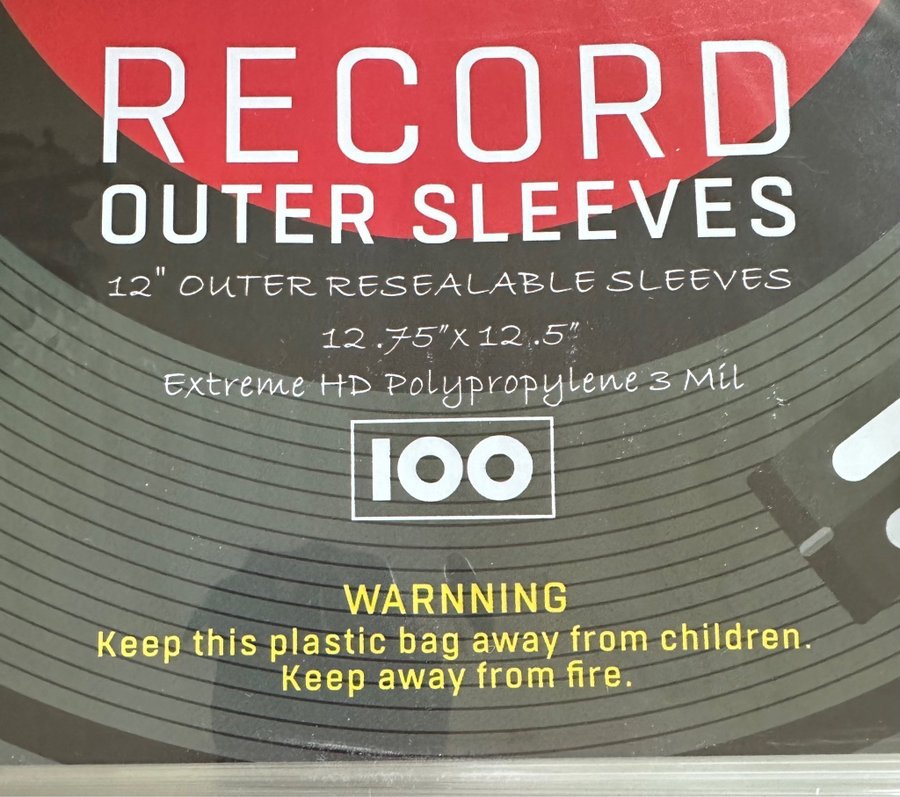 RECORD
OUTER SLEEVES
12" OUTER RESEALABLE SLEEVES
12.75"x12.5"
Extreme HD Polypropylene 3 Mil
100
WARNNING
Keep this plastic bag away from children.
Keep away from fire.